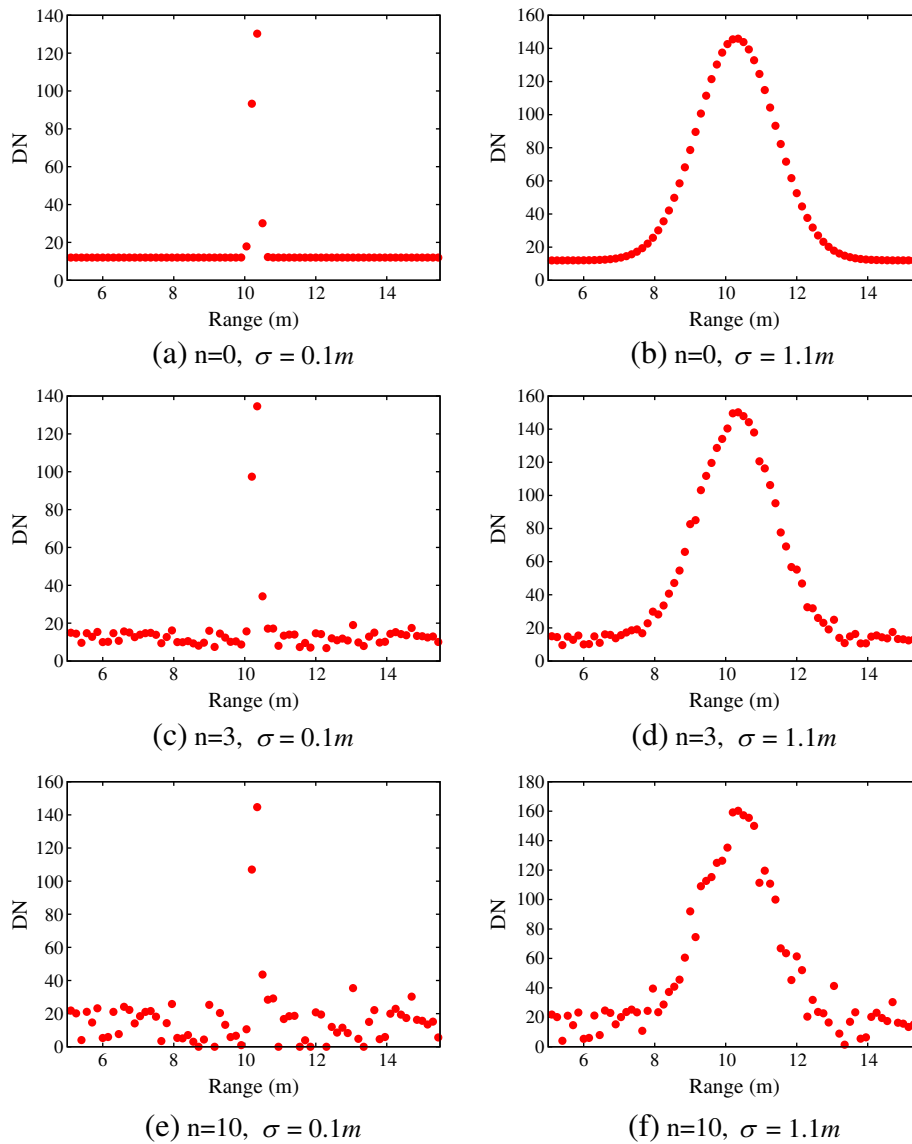 140
120
100
80
60
40
20
0
DN
6 8 10 12 14
Range (m)
(a) n=0, σ = 0.1m
160
140
120
100
80
60
40
20
0
DN
6 8 10 12 14
Range (m)
(b) n=0, σ = 1.1m
140
120
100
80
60
40
20
0
DN
6 8 10 12 14
Range (m)
(c) n=3, σ = 0.1m
160
140
120
100
80
60
40
20
0
DN
6 8 10 12 14
Range (m)
(d) n=3, σ = 1.1m
160
140
120
100
80
60
40
20
0
DN
6 8 10 12 14
Range (m)
(e) n=10, σ = 0.1m
180
160
140
120
100
80
60
40
20
0
DN
6 8 10 12 14
Range (m)
(f) n=10, σ = 1.1m